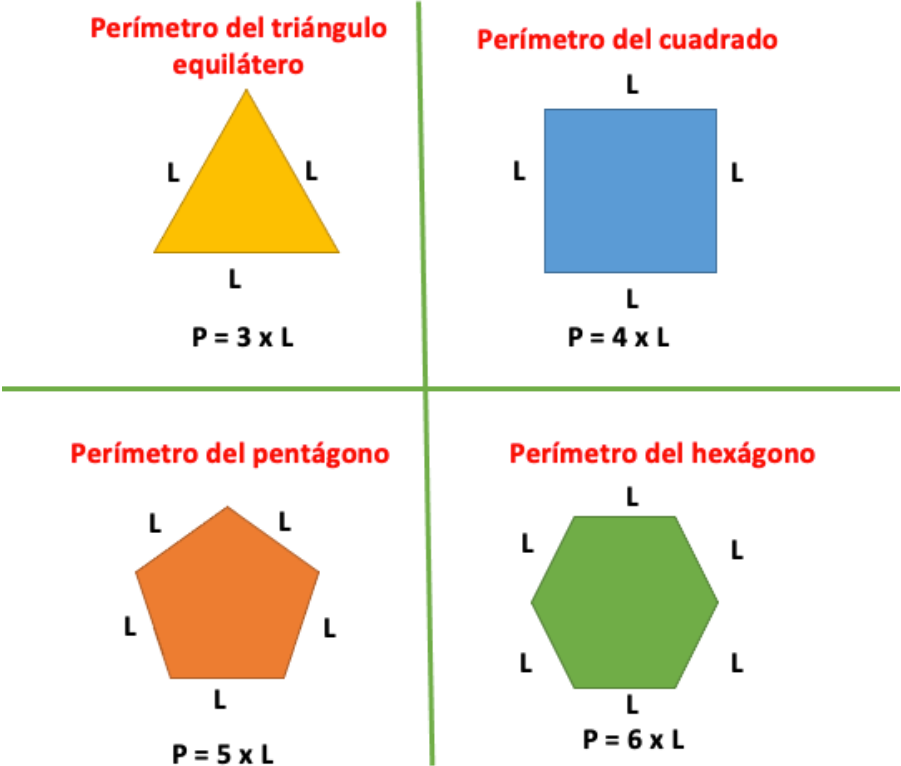 Perímetro del triángulo
equilátero
L
L
L
P = 3 x L
Perímetro del cuadrado
L
L
L
L
P = 4 x L
Perímetro del pentágono
L
L
L
L
L
P = 5 x L
Perímetro del hexágono
L
L
L
L
L
L
P = 6 x L